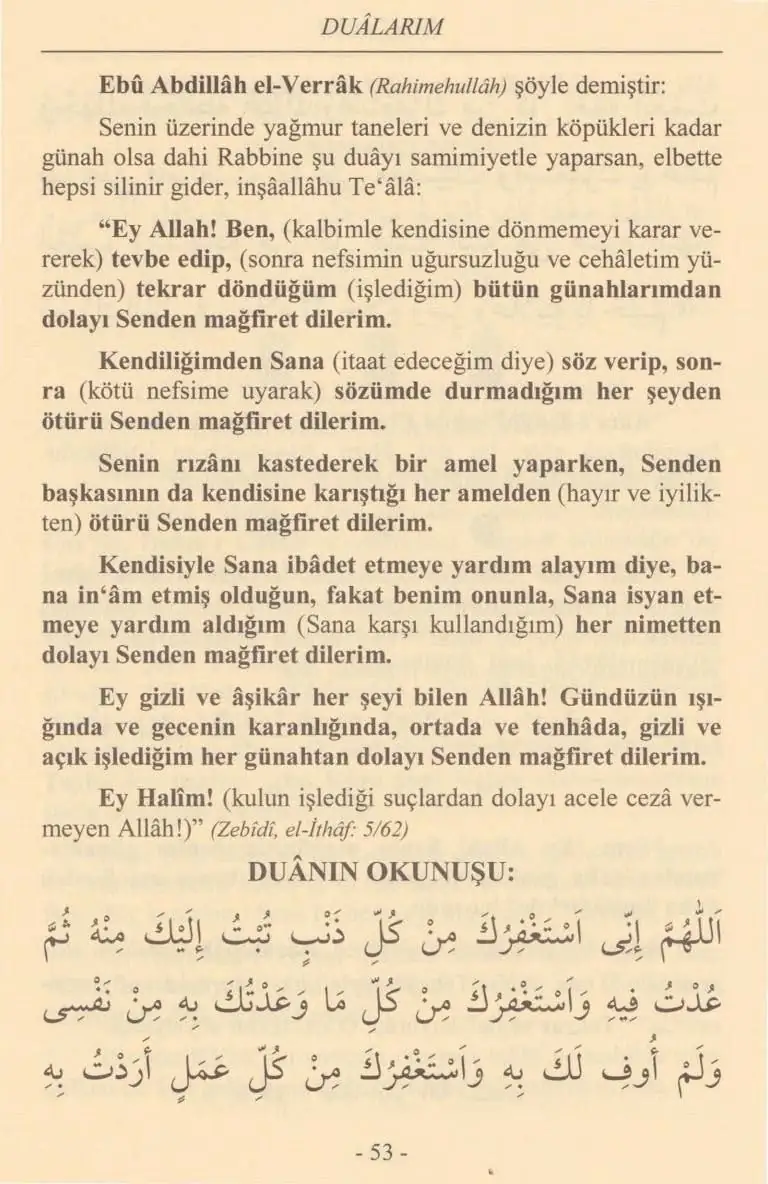 DUÂLARIM
Ebû Abdillâh el-Verrâk (Rahimehullâh) şöyle demiştir:
Senin üzerinde yağmur taneleri ve denizin köpükleri kadar
günah olsa dahi Rabbine şu duâyı samimiyetle yaparsan, elbette
hepsi silinir gider, inşâallâhu Te‘âlâ:
“Ey Allah! Ben, (kalbimle kendisine dönmemeyi karar ve-
rerek) tevbe edip, (sonra nefsimin uğursuzluğu ve cehâletim yü-
zünden) tekrar döndüğüm (işlediğim) bütün günahlarımdan
dolayı Senden mağfiret dilerim.
Kendiliğimden Sana (itaat edeceğim diye) söz verip, son-
ra (kötü nefsime uyarak) sözümde durmadığım her şeyden
ötürü Senden mağfiret dilerim.
Senin rızânı kastederek bir amel yaparken, Senden
başkasının da kendisine karıştığı her amelden (hayır ve iyilik-
ten) ötürü Senden mağfiret dilerim.
Kendisiyle Sana ibâdet etmeye yardım alayım diye, ba-
na in‘âm etmiş olduğun, fakat benim onunla, Sana isyan et-
meye yardım aldığım (Sana karşı kullandığım) her nimetten
dolayı Senden mağfiret dilerim.
Ey gizli ve âşikâr her şeyi bilen Allâh! Gündüzün ışı-
ğında ve gecenin karanlığında, ortada ve tenhâda, gizli ve
açık işlediğim her günahtan dolayı Senden mağfiret dilerim.
Ey Halîm! (kulun işlediği suçlardan dolayı acele cezâ ver-
meyen Allâh!)” (Zebîdî, el-İthâf: 5/62)
DUÂNIN OKUNUŞU:
اَللّٰهُمَّ إِنِّى اَسْتَغْفِرُكَ مِنْ كُلِّ ذَنْبٍ تُبْتُ إِلَيْكَ مِنْهُ ثُمَّ
عُدْتُ فِيهِ وَاَسْتَغْفِرُكَ مِنْ كُلِّ مَا وَعَدْتُكَ بِهِ مِنْ نَفْسِى
وَلَمْ أُوفِ لَكَ بِهِ وَاَسْتَغْفِرُكَ مِنْ كُلِّ عَمَلٍ أَرَدْتُ بِهِ
- 53 -